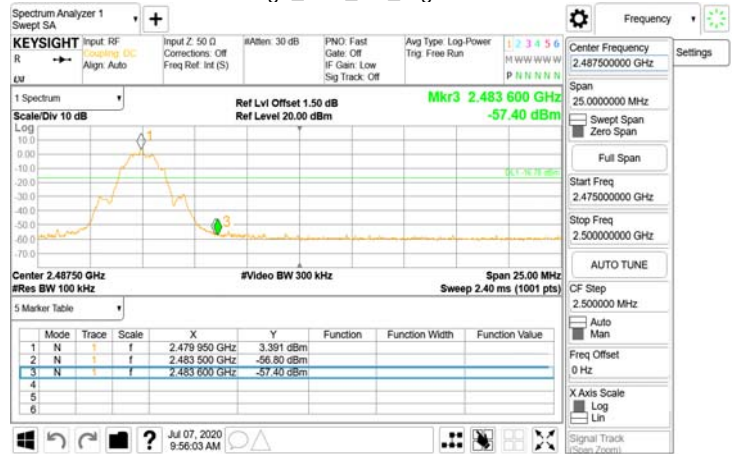 Spectrum Analyzer 1
Swept SA
+
Frequency
KEYSIGHT
R
Input: RF
Coupling: DC
Align: Auto
Input Z: 50 Ω
Corrections: Off
Freq Ref: Int (S)
#Atten: 30 dB
PNO: Fast
Gate: Off
IF Gain: Low
Sig Track: Off
Avg Type: Log-Power
Trig: Free Run
1 2 3 4 5 6
M W W W W W
P N N N N N
Center Frequency
2.487500000 GHz
Settings
1 Spectrum
Scale/Div 10 dB
Ref Lvl Offset 1.50 dB
Ref Level 20.00 dBm
Mkr3 2.483 600 GHz
-57.40 dBm
Span
25.0000000 MHz
Swept Span
Zero Span
Full Span
Start Freq
2.475000000 GHz
Stop Freq
2.500000000 GHz
AUTO TUNE
CF Step
2.500000 MHz
Auto
Man
Freq Offset
0 Hz
X Axis Scale
Log
Lin
Signal Track
(Span Zoom)
Log
10.0
0.00
-10.0
-20.0
-30.0
-40.0
-50.0
-60.0
-70.0
1
3
Center 2.48750 GHz
#Video BW 300 kHz
Span 25.00 MHz
#Res BW 100 kHz
Sweep 2.40 ms (1001 pts)
5 Marker Table
Mode Trace Scale X Y Function Function Width Function Value
1 N 1 f 2.479 950 GHz 3.391 dBm
2 N 1 f 2.483 500 GHz -56.80 dBm
3 N 1 f 2.483 600 GHz -57.40 dBm
4
5
6
?
Jul 07, 2020
9:56:03 AM